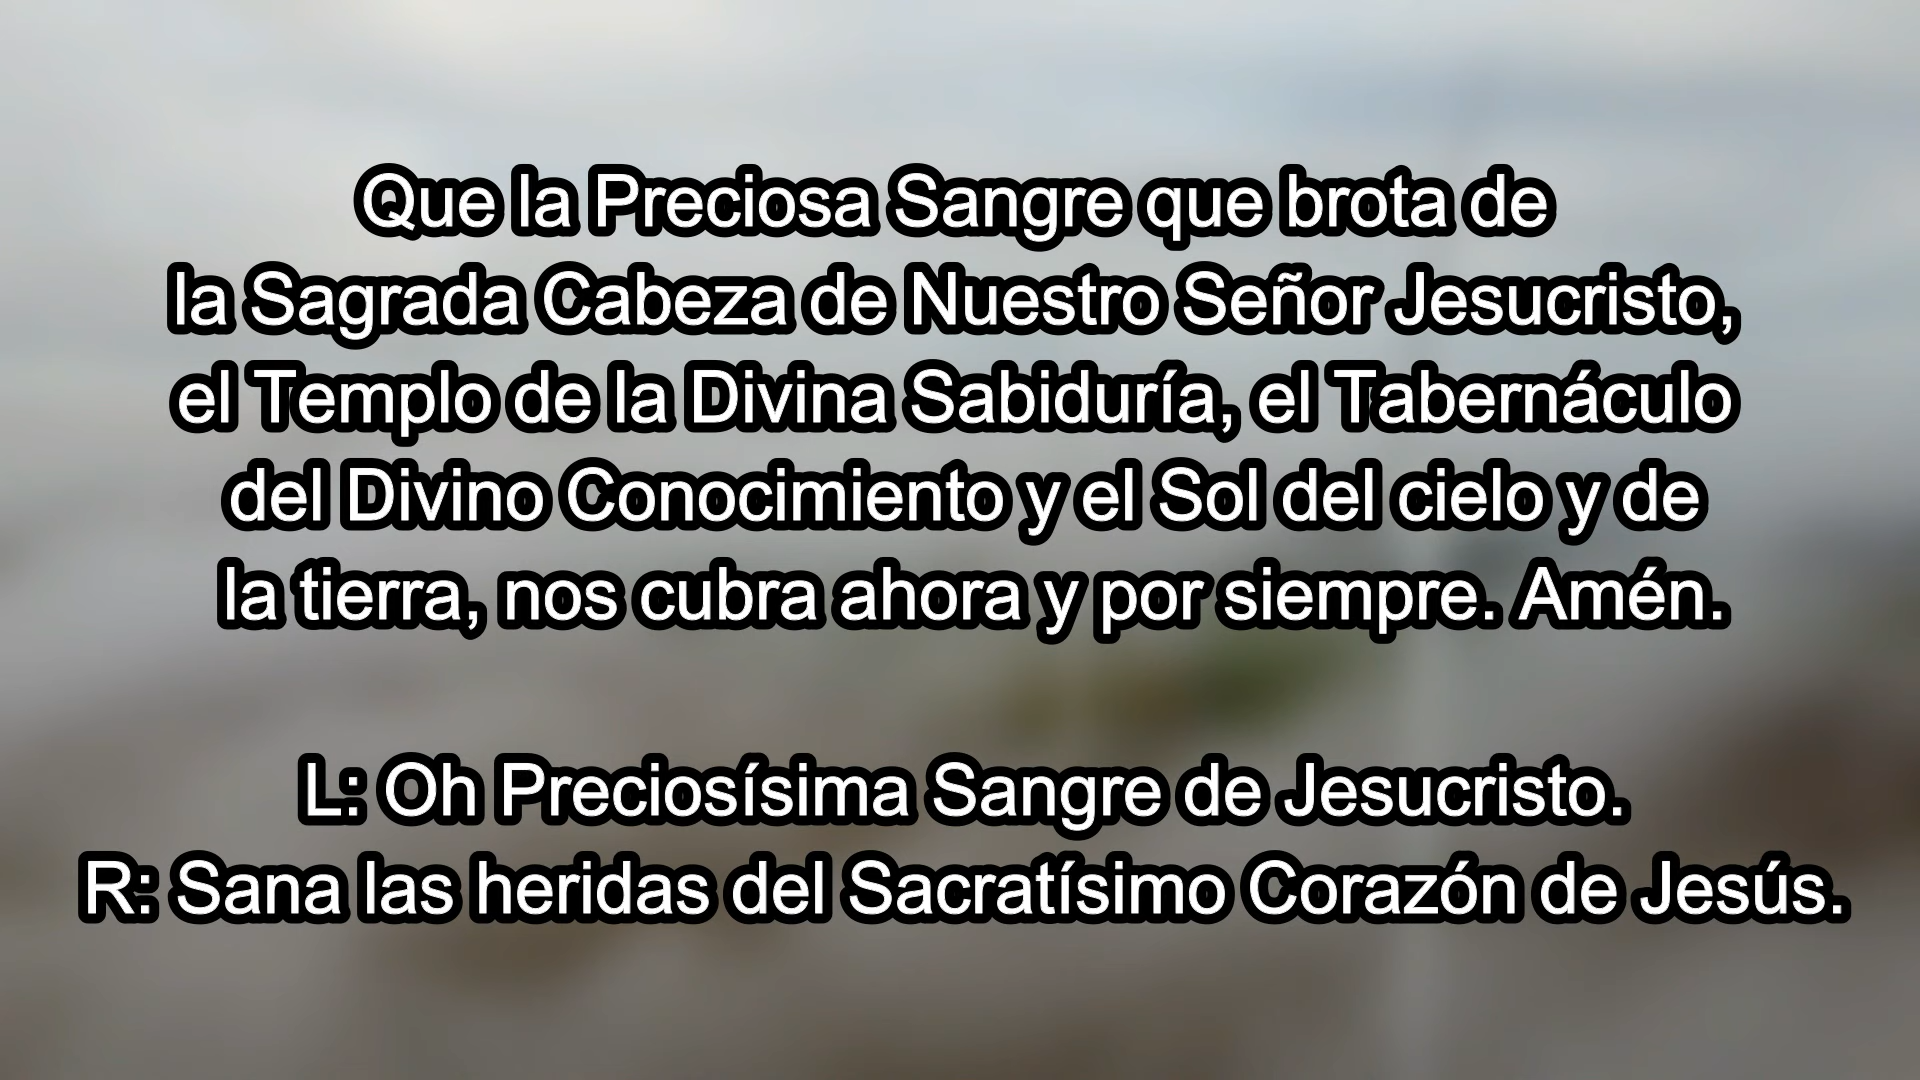 Que la Preciosa Sangre que brota de
la Sagrada Cabeza de Nuestro Señor Jesucristo,
el Templo de la Divina Sabiduría, el Tabernáculo
del Divino Conocimiento y el Sol del cielo y de
la tierra, nos cubra ahora y por siempre. Amén.
L: Oh Preciosísima Sangre de Jesucristo.
R: Sana las heridas del Sacratísimo Corazón de Jesús.